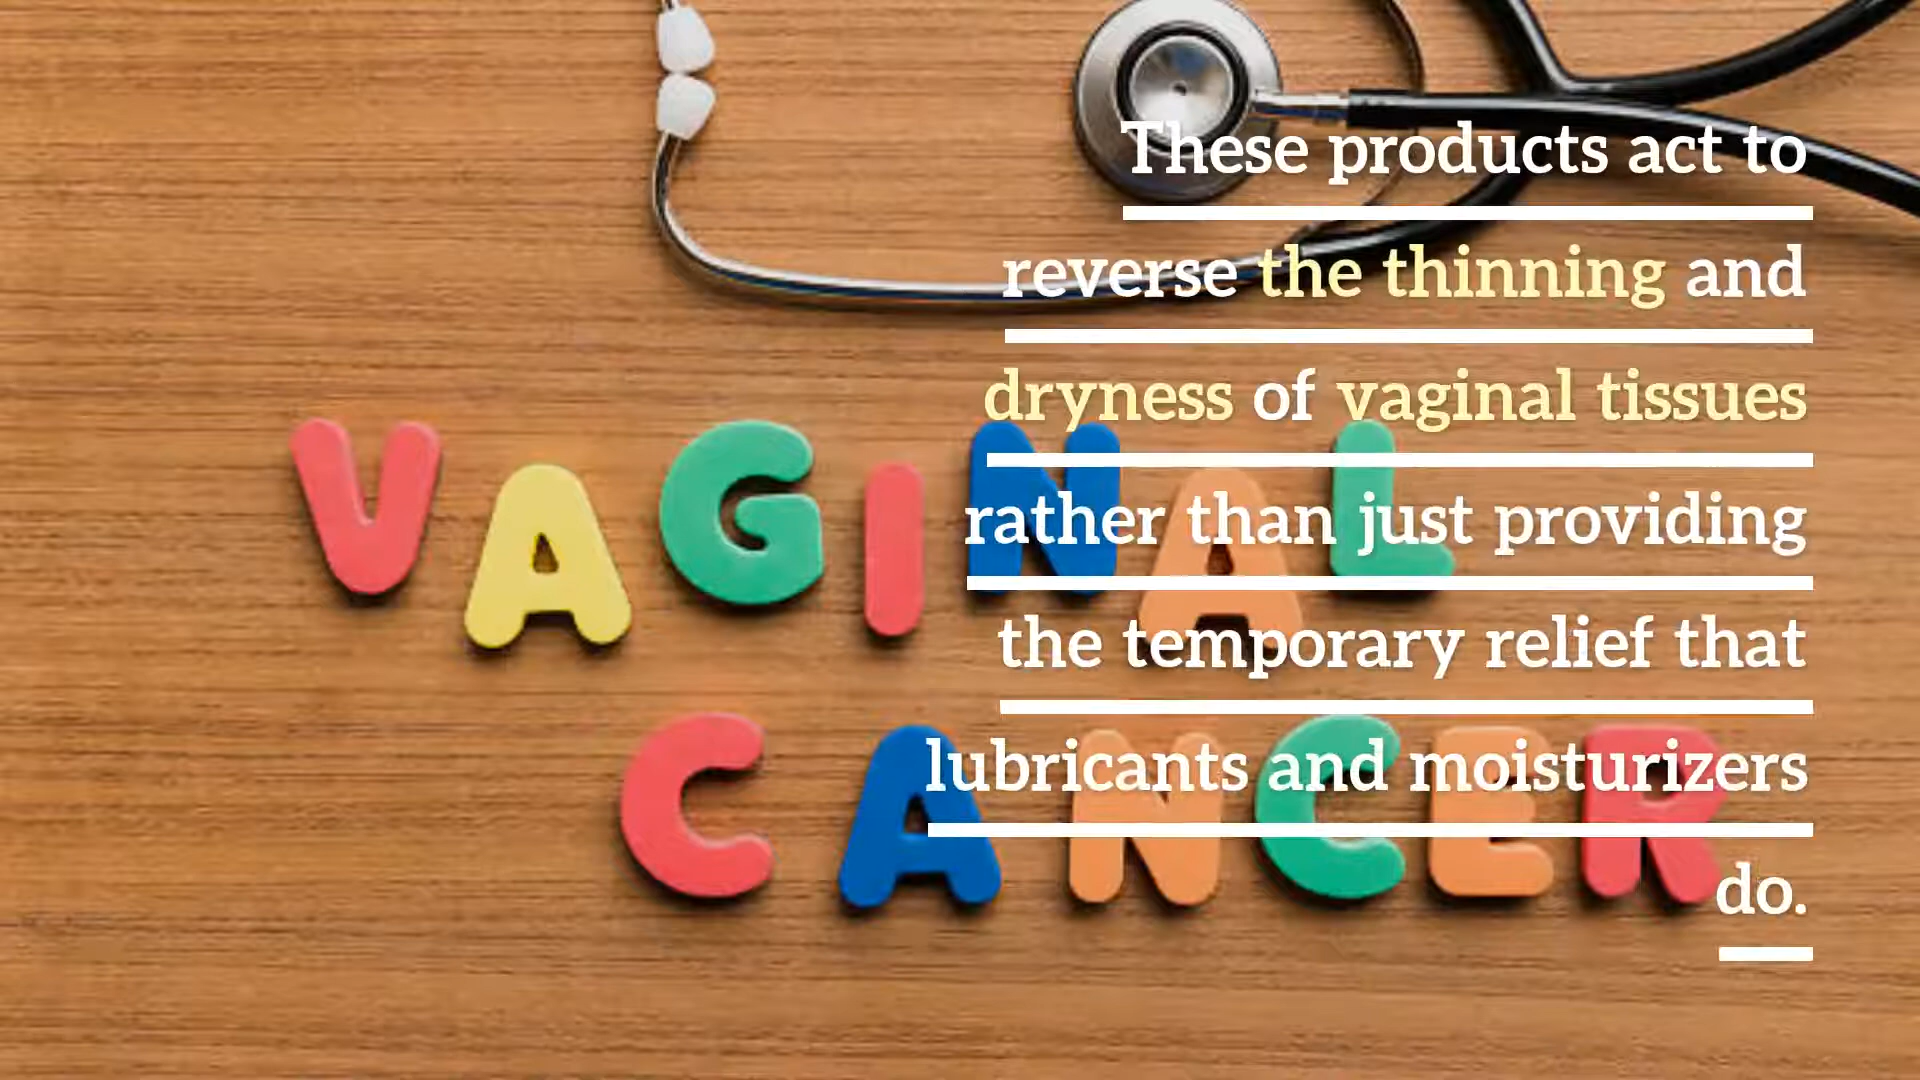 These products act to
reverse the thinning and
dryness of vaginal tissues
rather than just providing
the temporary relief that
lubricants and moisturizers
do.
VAGINAL
CANCER